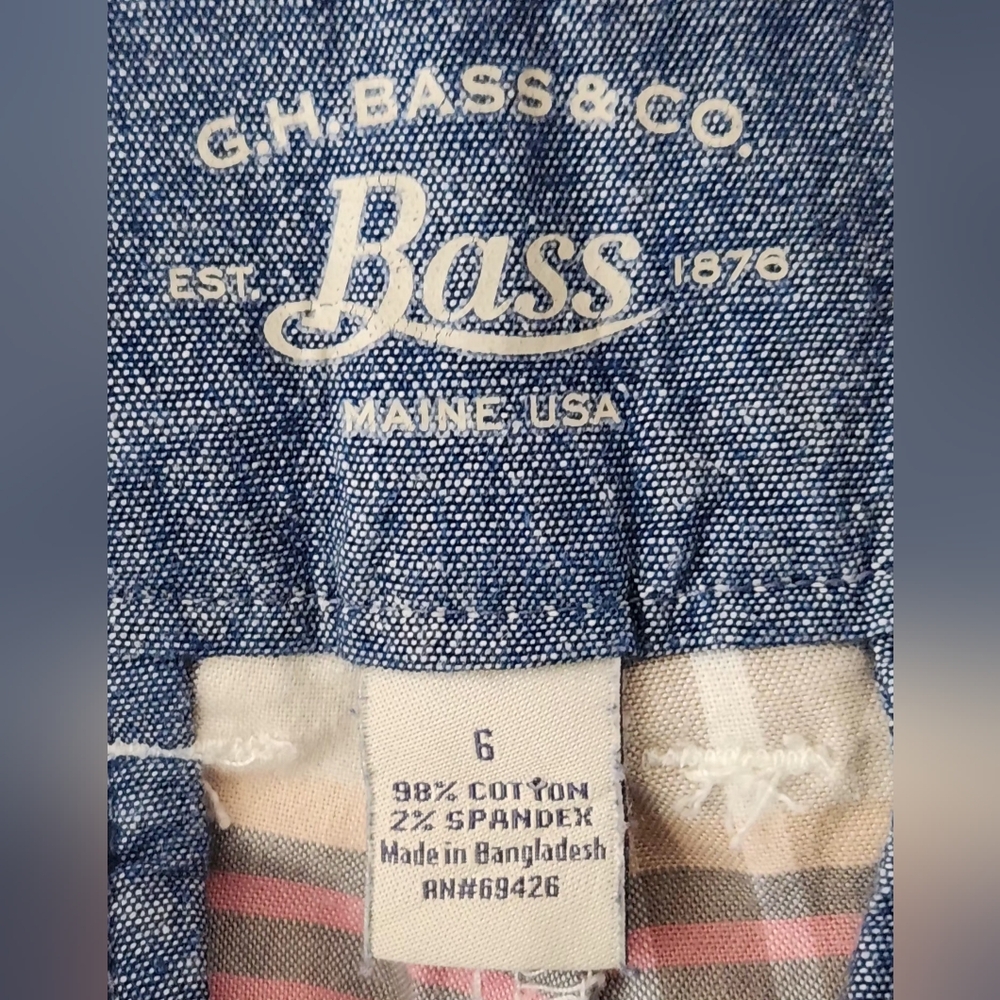 G.H. BASS & CO.
EST. Bass 1876
MAINE, USA
6
98% COTTON
2% SPANDEX
Made in Bangladesh
RN#69426